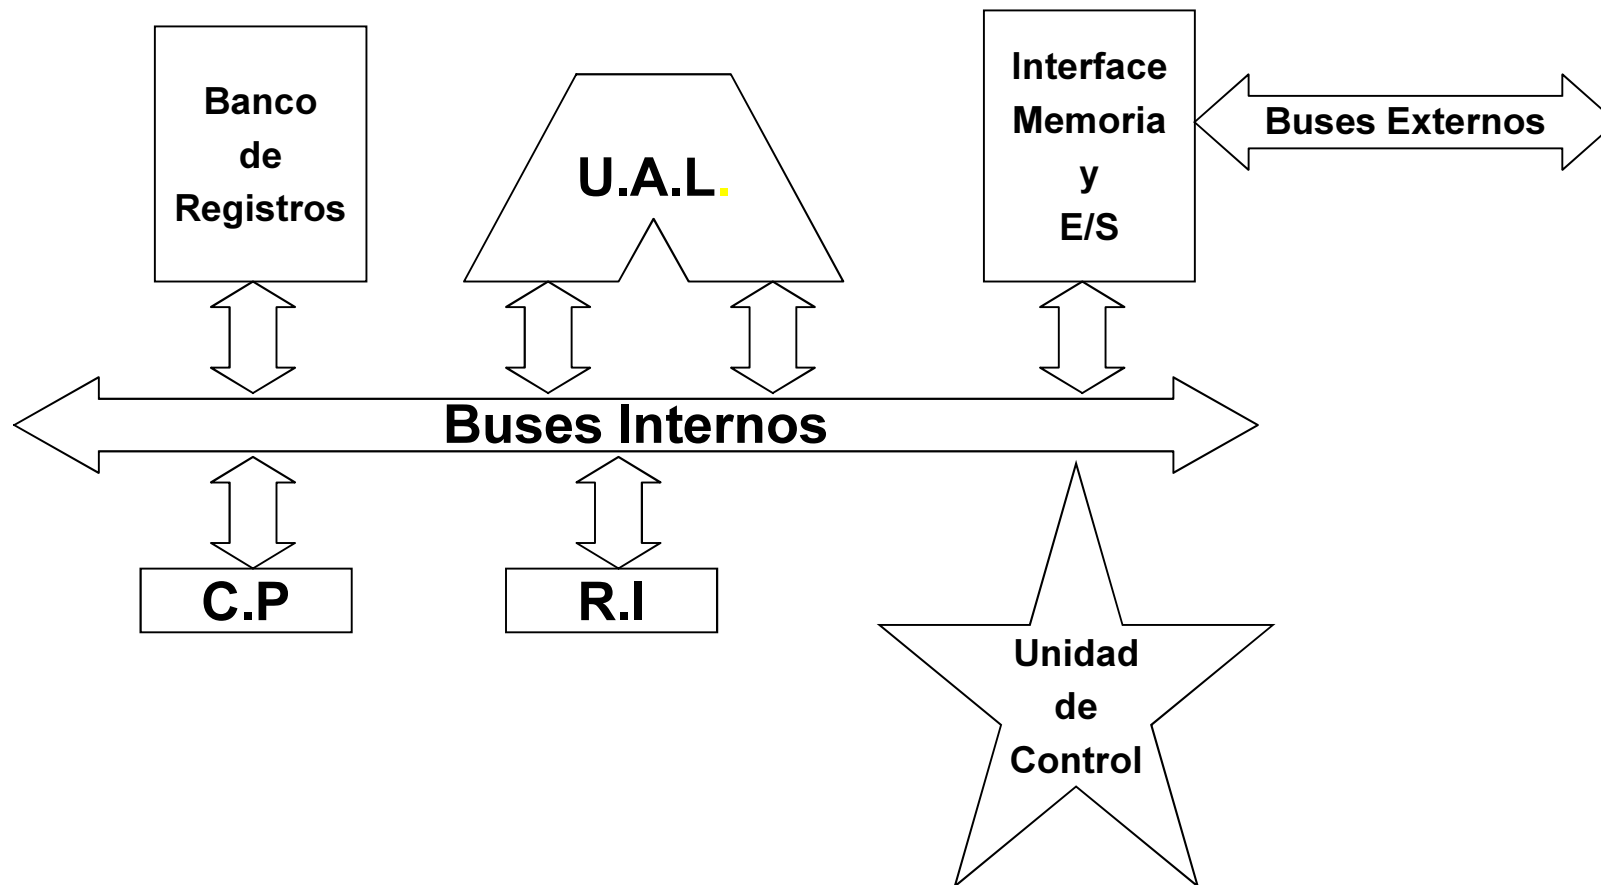 Banco
de
Registros
U.A.L.
Interface
Memoria
y
E/S
Buses Externos
Buses Internos
C.P
R.I
Unidad
de
Control